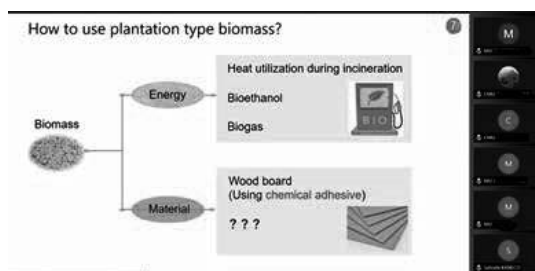 How to use plantation type biomass?
7
M
Heat utilization during incineration
Energy
Bioethanol
BIO
Biomass
Biogas
C
M
Wood board
(Using chemical adhesive)
Material
? ? ?
M
S